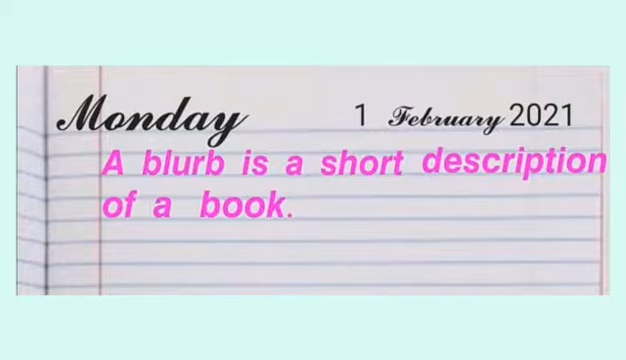 Monday 1 February 2021
A blurb is a short description
of a book.